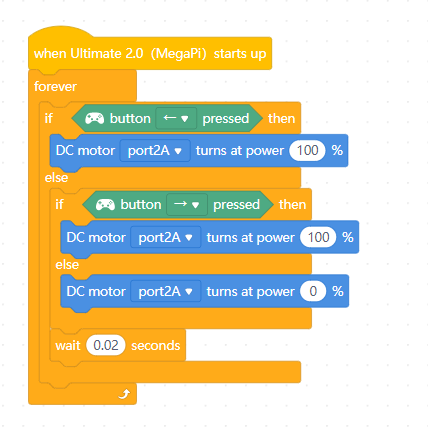 when Ultimate 2.0 (MegaPi) starts up
forever
if button ← pressed then
DC motor port2A turns at power 100 %
else
if button → pressed then
DC motor port2A turns at power 100 %
else
DC motor port2A turns at power 0 %
wait 0.02 seconds